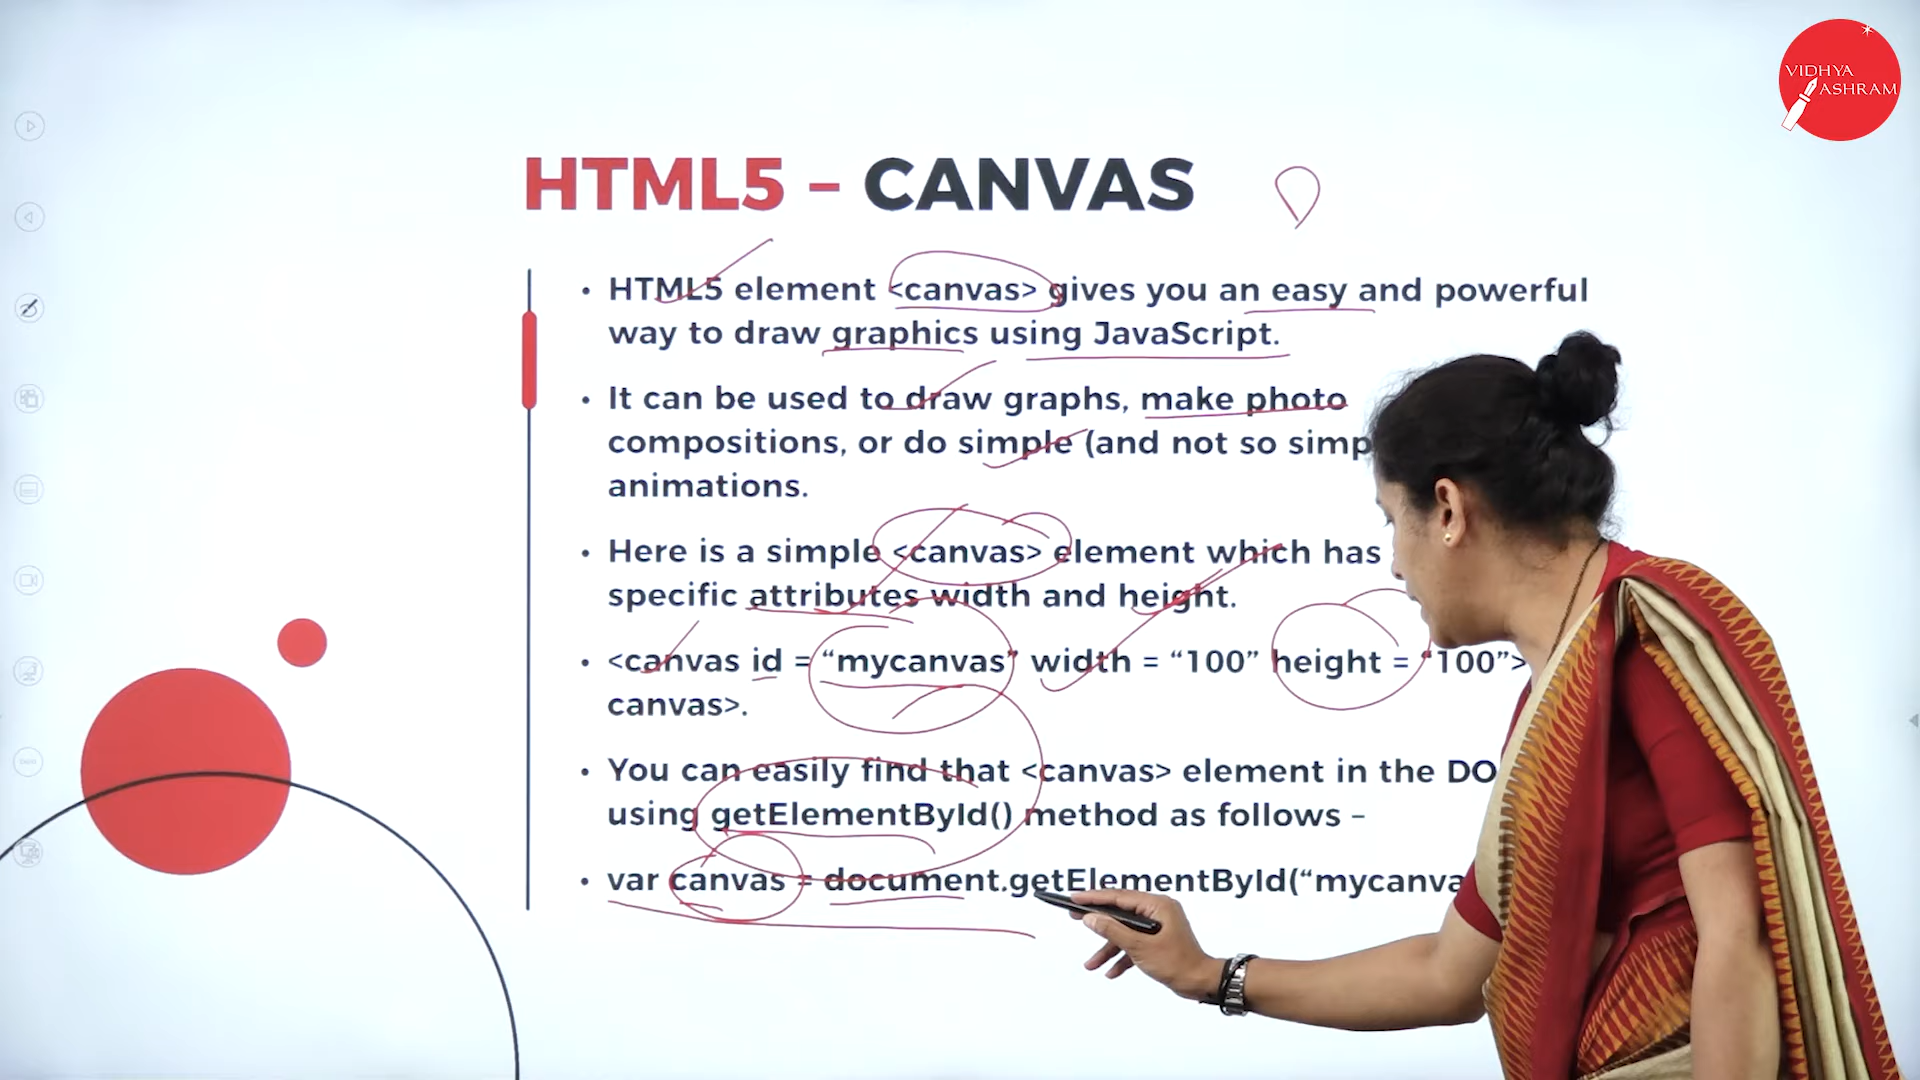 VIDHYA
ASHRAM
HTML5 – CANVAS
• HTML5 element <canvas> gives you an easy and powerful
way to draw graphics using JavaScript.
• It can be used to draw graphs, make photo
compositions, or do simple (and not so
animations.
• Here is a simple <canvas> element which has
specific attributes width and height.
• <canvas id = “mycanvas” width = “100” height = “100”>
canvas>.
• You can easily find that <canvas> element in the
using getElementById() method as follows –
• var canvas = document.getElementById(